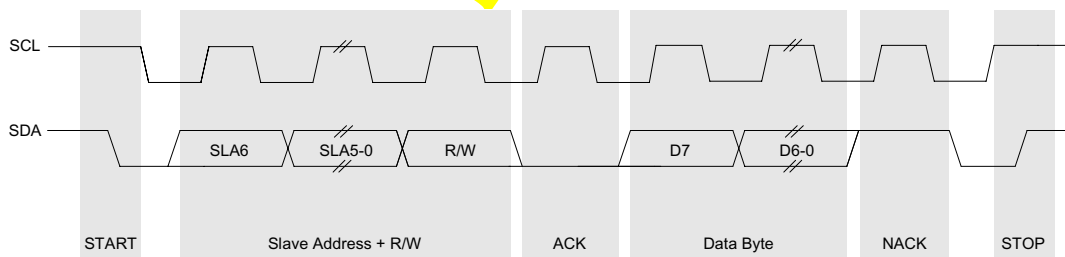 SCL
SDA
SLA6 SLA5-0 R/W D7 D6-0
START Slave Address + R/W ACK Data Byte NACK STOP